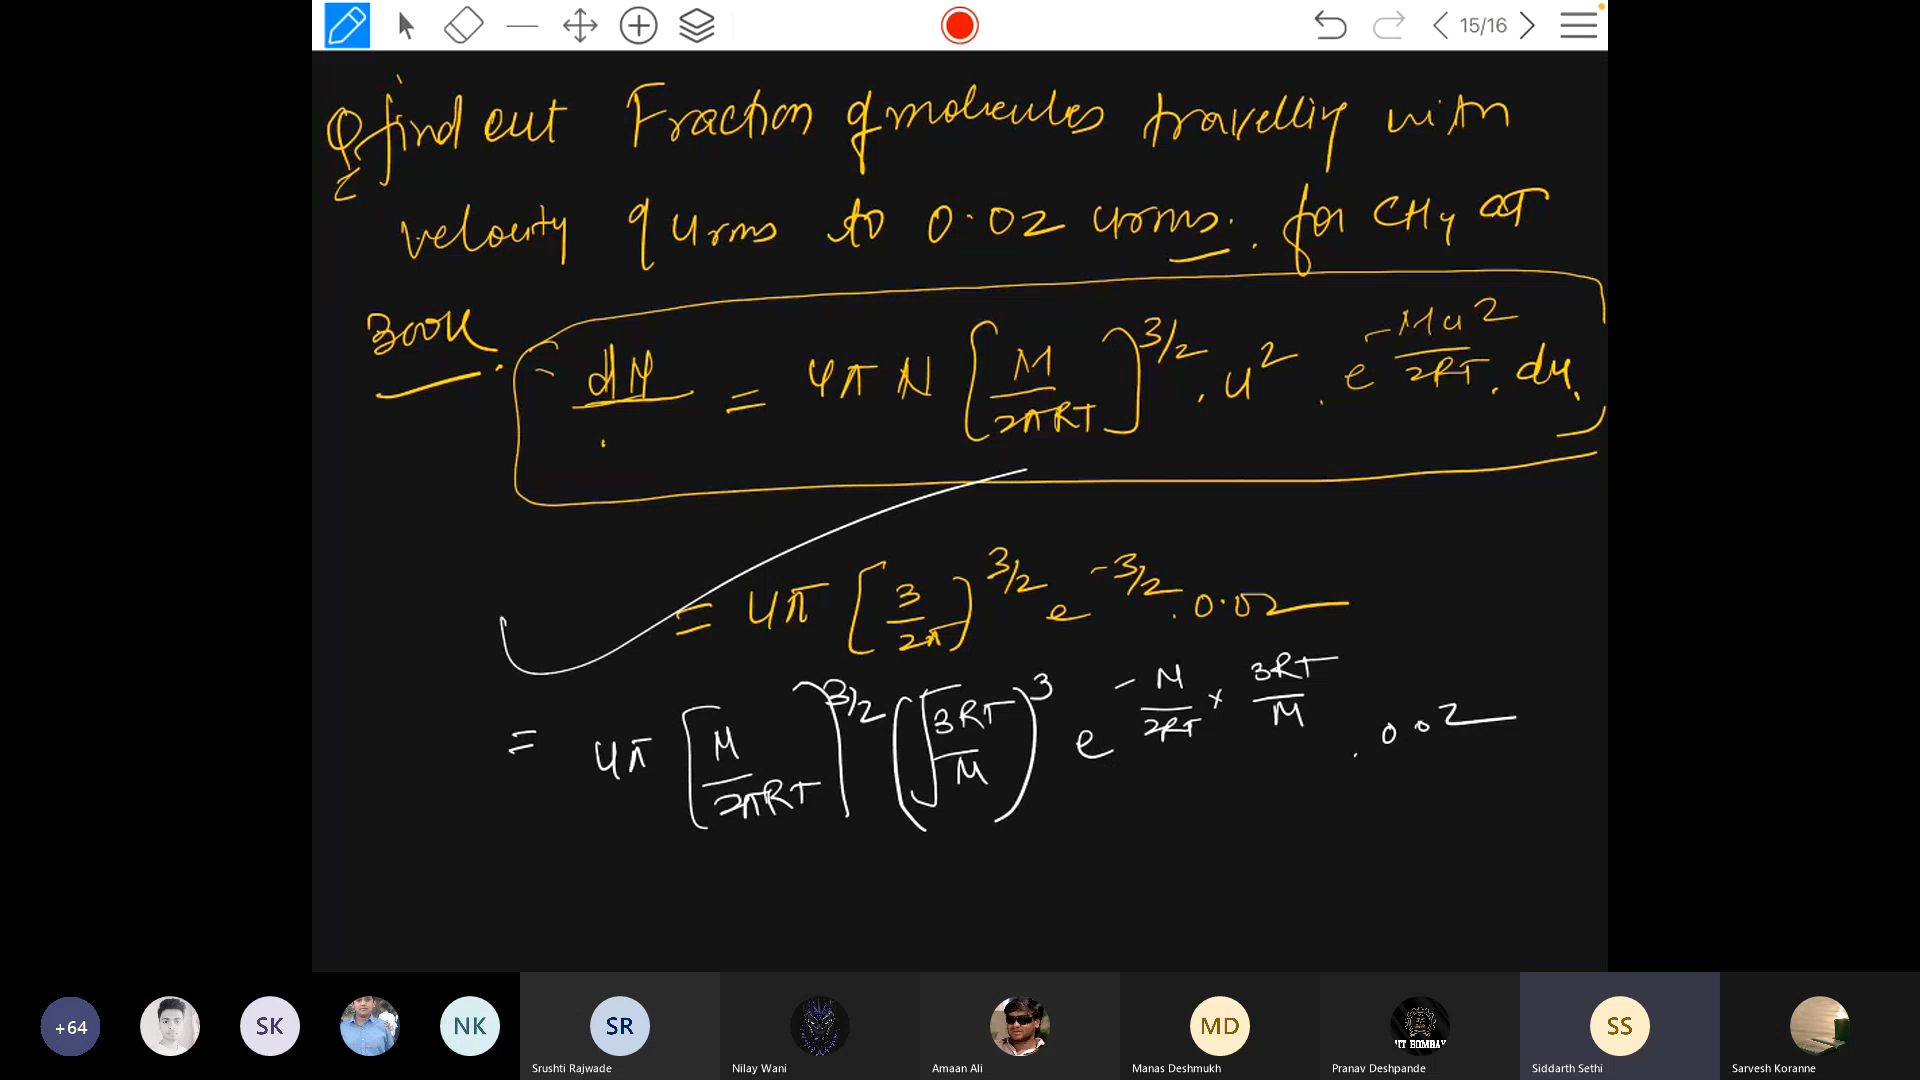 15/16
Q find out Fraction of molecules travelling with
velocity of urms to 0.02 urms. for CH4 at
300K.
dN = 4π N [M/2πRT]^3/2 . u^2 . e^-Mu^2/2RT . du.
= 4π [3/2π]^3/2 e^-3/2 . 0.02
= 4π [M/2πRT]^3/2 (√3RT/M)^3 e^-M/2RT × 3RT/M . 0.02
+64 SK NK SR MD IT BOMBAY SS
Srushti Rajwade Nilay Wani Amaan Ali Manas Deshmukh Pranav Deshpande Siddarth Sethi Sarvesh Koranne